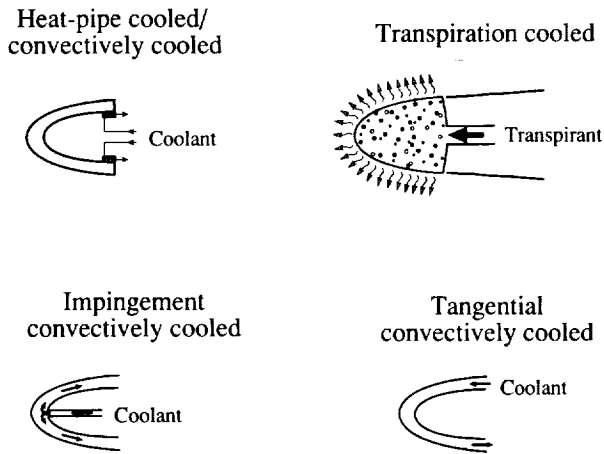 Heat-pipe cooled/
convectively cooled
Coolant
Transpiration cooled
Transpirant
Impingement
convectively cooled
Coolant
Tangential
convectively cooled
Coolant